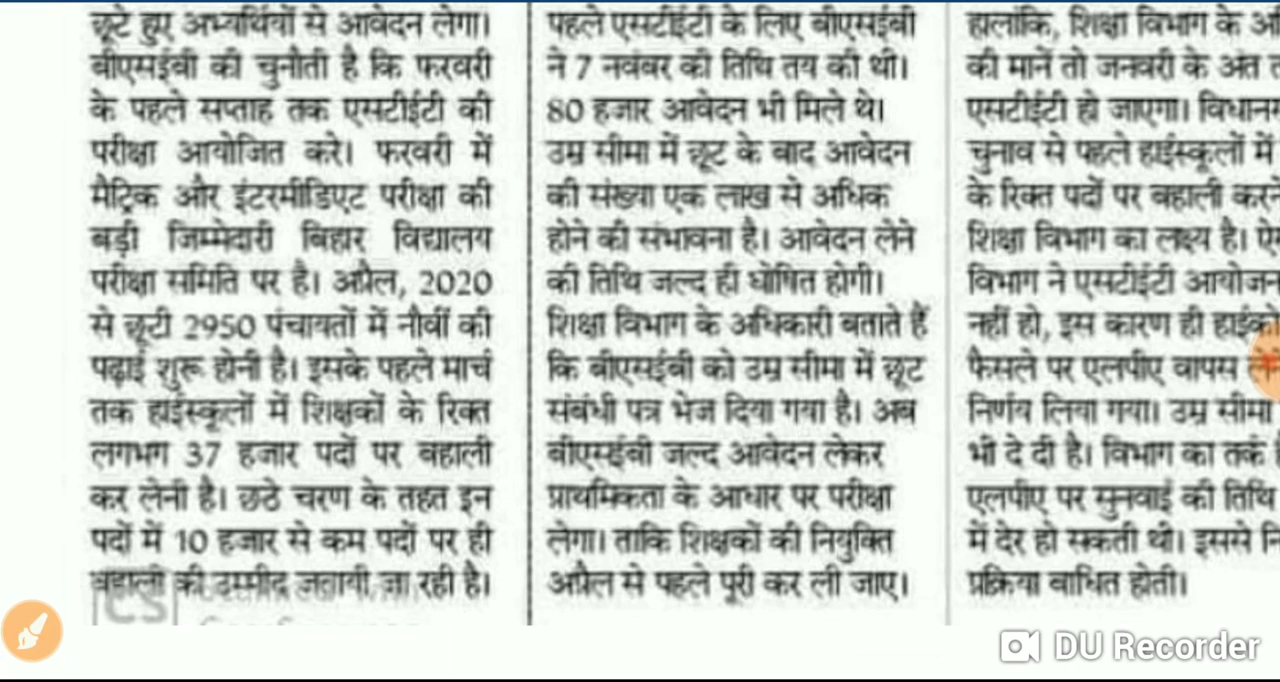 छूटे हुए अभ्यर्थियों से आवेदन लेगा।
बीएसईबी की चुनौती है कि फरवरी
के पहले सप्ताह तक एसटीईटी की
परीक्षा आयोजित करे। फरवरी में
मैट्रिक और इंटरमीडिएट परीक्षा की
बड़ी जिम्मेदारी बिहार विद्यालय
परीक्षा समिति पर है। अप्रैल, 2020
से छूटी 2950 पंचायतों में नौवीं की
पढ़ाई शुरू होनी है। इसके पहले मार्च
तक हाईस्कूलों में शिक्षकों के रिक्त
लगभग 37 हजार पदों पर बहाली
कर लेनी है। छठे चरण के तहत इन
पदों में 10 हजार से कम पदों पर ही
बहाली की उम्मीद जतायी जा रही है।
CS
पहले एसटीईटी के लिए बीएसईबी
ने 7 नवंबर की तिथि तय की थी।
80 हजार आवेदन भी मिले थे।
उम्र सीमा में छूट के बाद आवेदन
की संख्या एक लाख से अधिक
होने की संभावना है। आवेदन लेने
की तिथि जल्द ही घोषित होगी।
शिक्षा विभाग के अधिकारी बताते हैं
कि बीएसईबी को उम्र सीमा में छूट
संबंधी पत्र भेज दिया गया है। अब
बीएसईबी जल्द आवेदन लेकर
प्राथमिकता के आधार पर परीक्षा
लेगा। ताकि शिक्षकों की नियुक्ति
अप्रैल से पहले पूरी कर ली जाए।
हालांकि, शिक्षा विभाग के
की मानें तो जनवरी के अंत
एसटीईटी हो जाएगा।
चुनाव से पहले हाईस्कूलों में
के रिक्त पदों पर बहाली
शिक्षा विभाग का लक्ष्य है।
विभाग ने एसटीईटी
नहीं हो, इस कारण ही
फैसले पर एलपीए वापस
निर्णय लिया गया। उम्र सीमा
भी दे दी है। विभाग का तर्क
एलपीए पर सुनवाई की तिथि
में देर हो सकती थी। इससे
प्रक्रिया बाधित होती।
DU Recorder